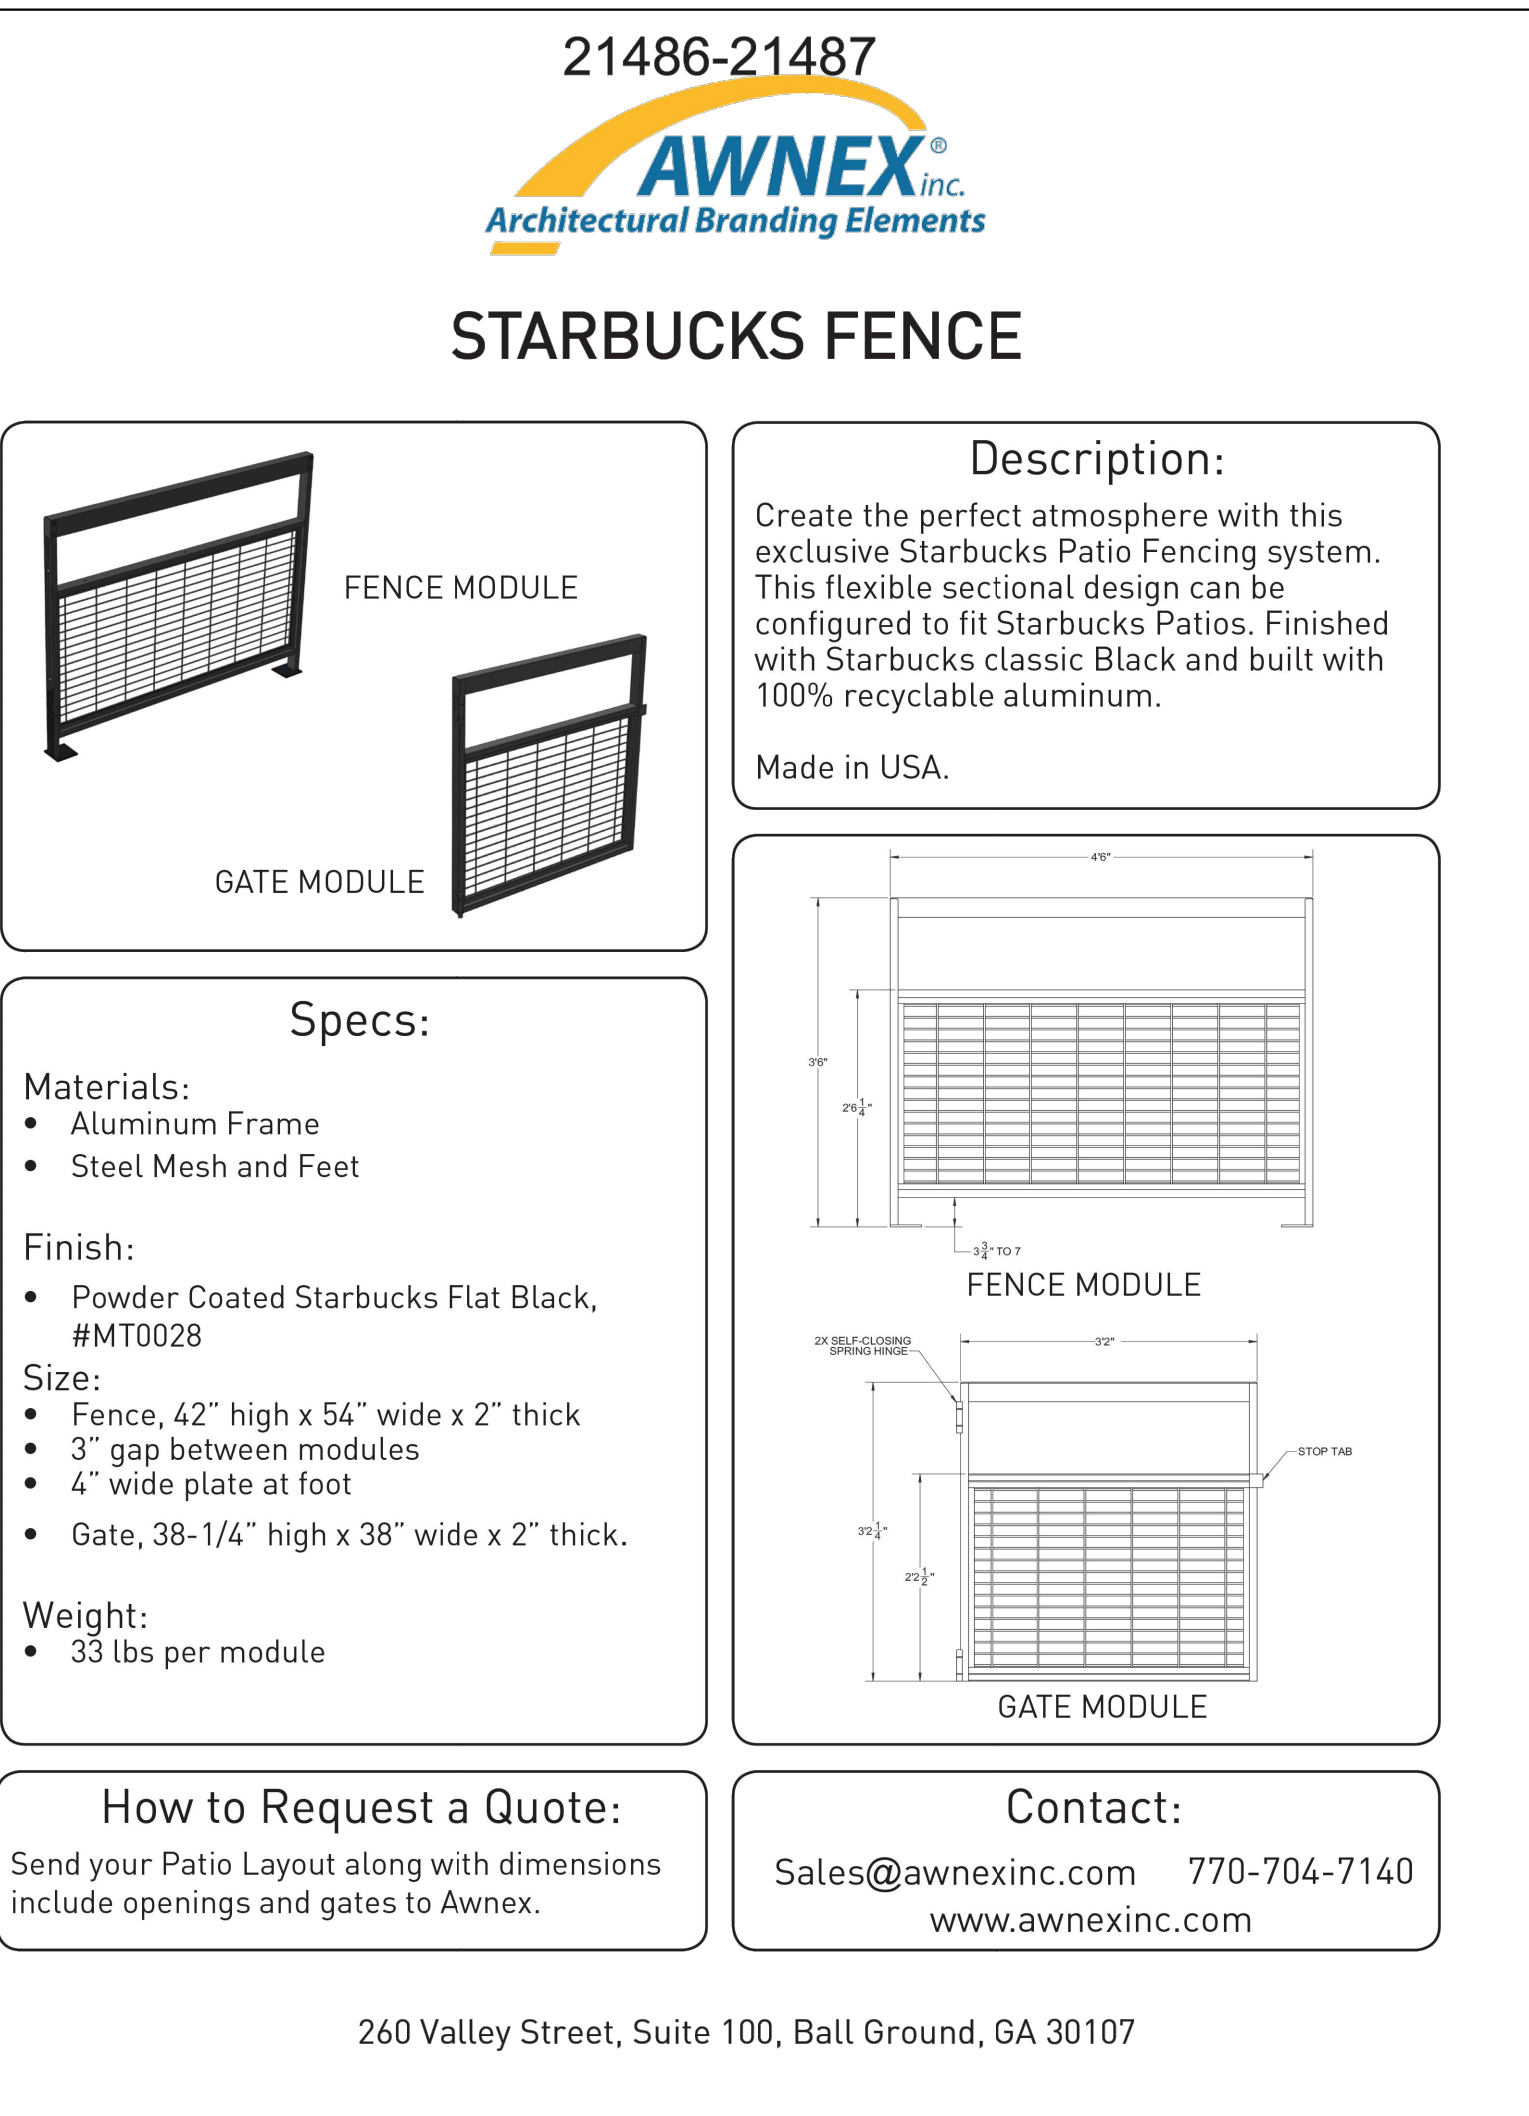 21486-21487
AWNEX®
inc.
Architectural Branding Elements
STARBUCKS FENCE
FENCE MODULE
GATE MODULE
Description:
Create the perfect atmosphere with this
exclusive Starbucks Patio Fencing system.
This flexible sectional design can be
configured to fit Starbucks Patios. Finished
with Starbucks classic Black and built with
100% recyclable aluminum.
Made in USA.
Specs:
Materials:
• Aluminum Frame
• Steel Mesh and Feet
Finish:
• Powder Coated Starbucks Flat Black,
#MT0028
Size:
• Fence, 42” high x 54” wide x 2” thick
• 3” gap between modules
• 4” wide plate at foot
• Gate, 38-1/4” high x 38” wide x 2” thick.
Weight:
• 33 lbs per module
4'6"
3'6"
2'6 1/4"
3 3/4" TO 7
FENCE MODULE
2X SELF-CLOSING
SPRING HINGE
3'2"
STOP TAB
3'2 1/4"
2'2 1/2"
GATE MODULE
How to Request a Quote:
Send your Patio Layout along with dimensions
include openings and gates to Awnex.
Contact:
Sales@awnexinc.com 770-704-7140
www.awnexinc.com
260 Valley Street, Suite 100, Ball Ground, GA 30107